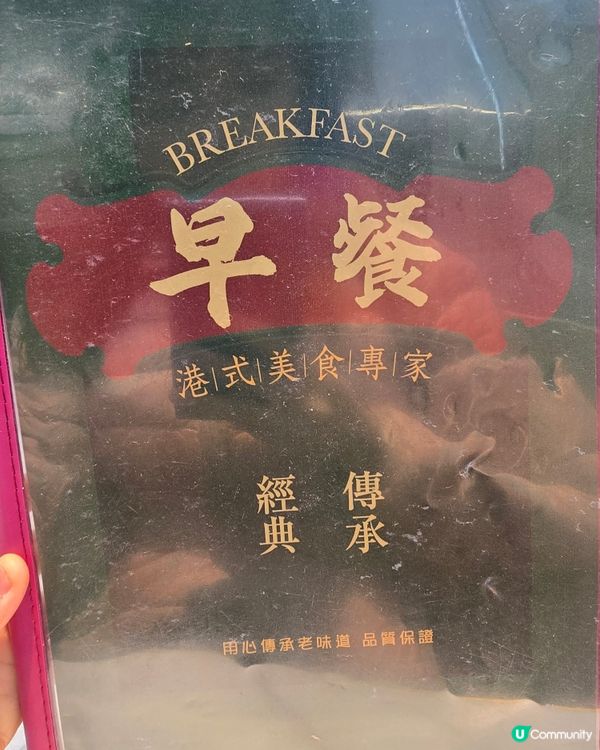 BREAKFAST
早餐
港式美食專家
傳承
經典
用心傳承老味道 品質保證
U Community